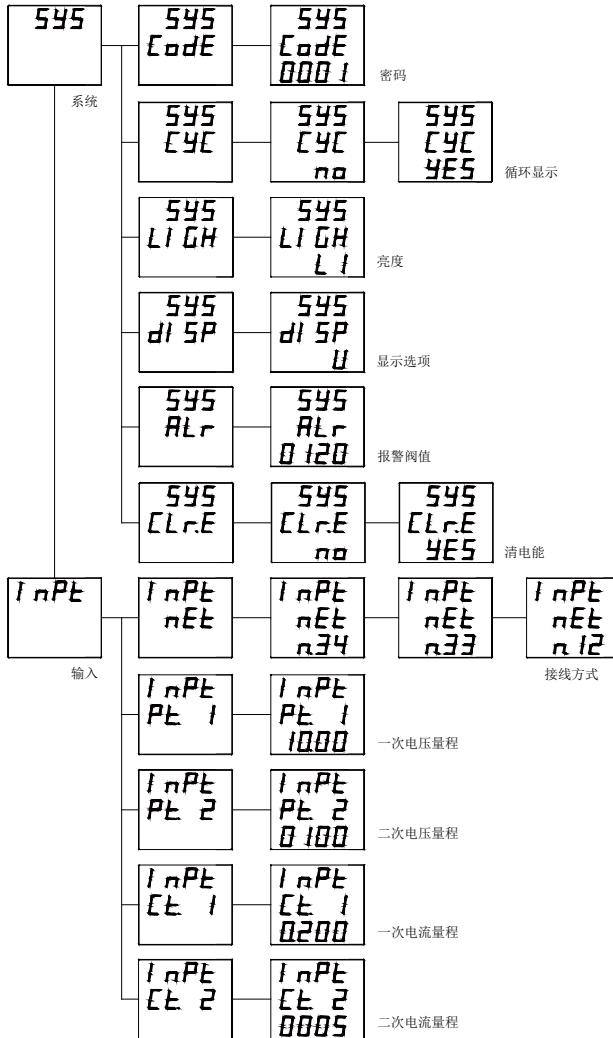 SYS
系统
SYS
CodE
SYS
CodE
0001
密码
SYS
CYC
SYS
CYC
no
SYS
CYC
YES
循环显示
SYS
LIGH
SYS
LIGH
L1
亮度
SYS
dISP
SYS
dISP
U
显示选项
SYS
ALr
SYS
ALr
0120
报警阀值
SYS
CLr.E
SYS
CLr.E
no
SYS
CLr.E
YES
清电能
InPt
输入
InPt
nEt
InPt
nEt
n.34
InPt
nEt
n.33
InPt
nEt
n.12
接线方式
InPt
Pt 1
InPt
Pt 1
10.00
一次电压量程
InPt
Pt 2
InPt
Pt 2
0100
二次电压量程
InPt
Ct 1
InPt
Ct 1
0.200
一次电流量程
InPt
Ct 2
InPt
Ct 2
0005
二次电流量程